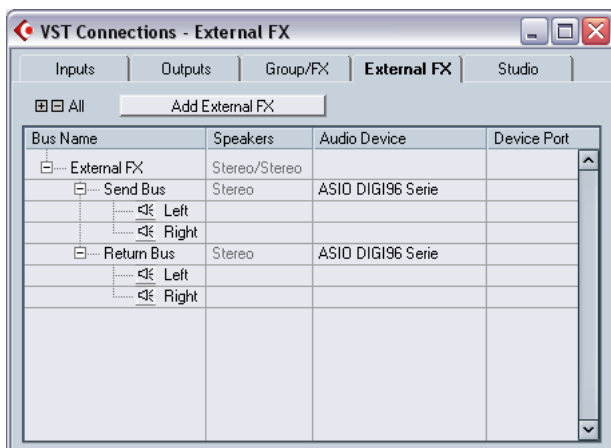 VST Connections - External FX
Inputs Outputs Group/FX External FX Studio
All Add External FX
Bus Name Speakers Audio Device Device Port
External FX Stereo/Stereo
Send Bus Stereo ASIO DIGI96 Serie
Left
Right
Return Bus Stereo ASIO DIGI96 Serie
Left
Right